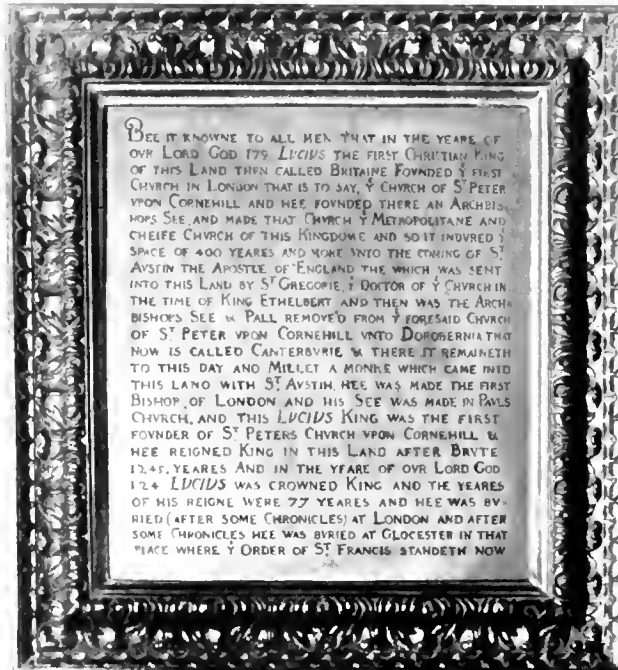 BEE IT KNOWNE TO ALL MEN THAT IN THE YEARE OF
OVR LORD GOD 179 LUCIUS THE FIRST CHRISTIAN KING
OF THIS LAND THEN CALLED BRITAINE FOVNDED Ẏ FIRST
CHVRCH IN LONDON THAT IS TO SAY, Ẏ CHVRCH OF Sᵀ PETER
VPON CORNEHILL AND HEE FOVNDED THERE AN ARCHBIS
HOPS SEE, AND MADE THAT CHVRCH Ẏ METROPOLITANE AND
CHEIFE CHVRCH OF THIS KINGDOME AND SO IT INDVRED Ẏ
SPACE OF 400 YEARES AND MORE VNTO THE COMING OF Sᵀ
AVSTIN THE APOSTLE OF ENGLAND THE WHICH WAS SENT
INTO THIS LAND BY Sᵀ GREGORIE, Ẏ DOCTOR OF Ẏ CHVRCH IN
THE TIME OF KING ETHELBERT AND THEN WAS THE ARCH=
BISHOPS SEE & PALL REMOVE'D FROM Ẏ FORESAID CHVRCH
OF Sᵀ PETER VPON CORNEHILL VNTO DOROBERNIA THAT
NOW IS CALLED CANTERBVRIE & THERE IT REMAINETH
TO THIS DAY AND MILLET A MONKE WHICH CAME INTO
THIS LAND WITH Sᵀ AVSTIN, HEE WAS MADE THE FIRST
BISHOP OF LONDON AND HIS SEE WAS MADE IN PAVLS
CHVRCH, AND THIS LUCIUS KING WAS THE FIRST
FOVNDER OF Sᵀ PETERS CHVRCH VPON CORNEHILL &
HEE REIGNED KING IN THIS LAND AFTER BRVTE
1245. YEARES AND IN THE YEARE OF OVR LORD GOD
124 LUCIUS WAS CROWNED KING AND THE YEARES
OF HIS REIGNE WERE 77 YEARES AND HEE WAS BV=
RIED (AFTER SOME CHRONICLES) AT LONDON AND AFTER
SOME CHRONICLES HEE WAS BVRIED AT GLOCESTER IN THAT
PLACE WHERE Ẏ ORDER OF Sᵀ FRANCIS STANDETH NOW